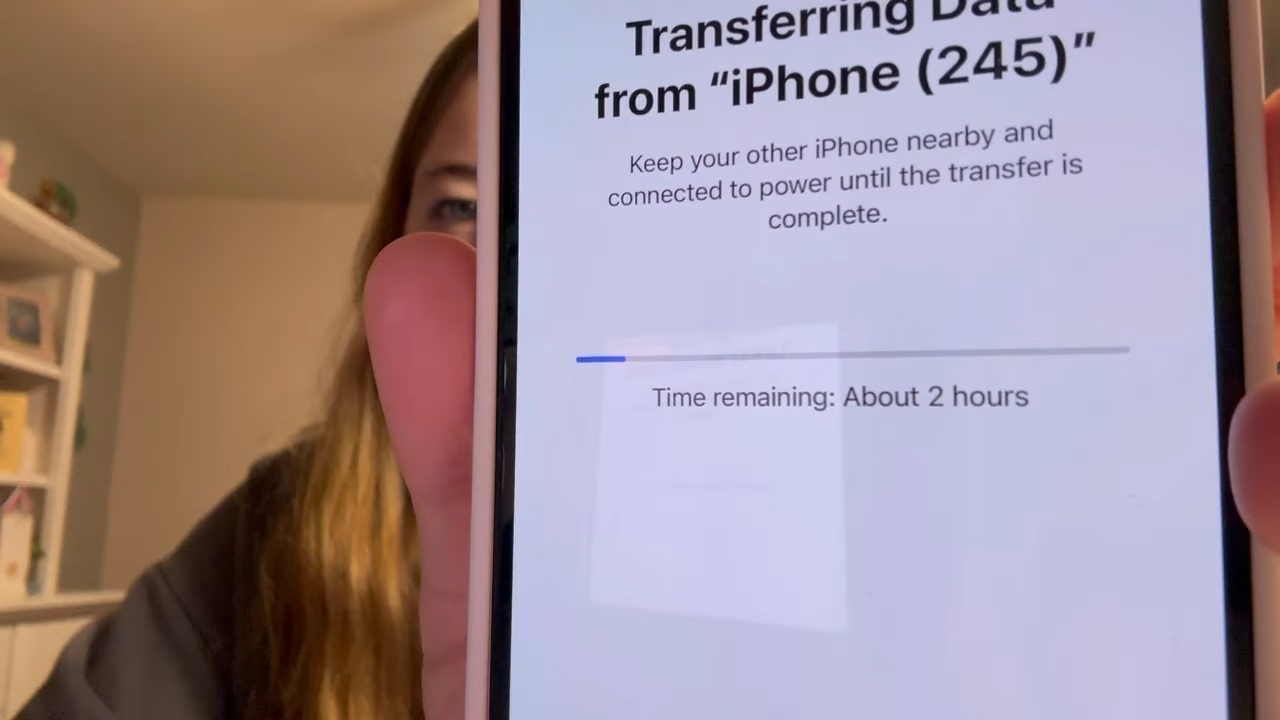 Transferring Data
from “iPhone (245)”
Keep your other iPhone nearby and
connected to power until the transfer is
complete.
Time remaining: About 2 hours